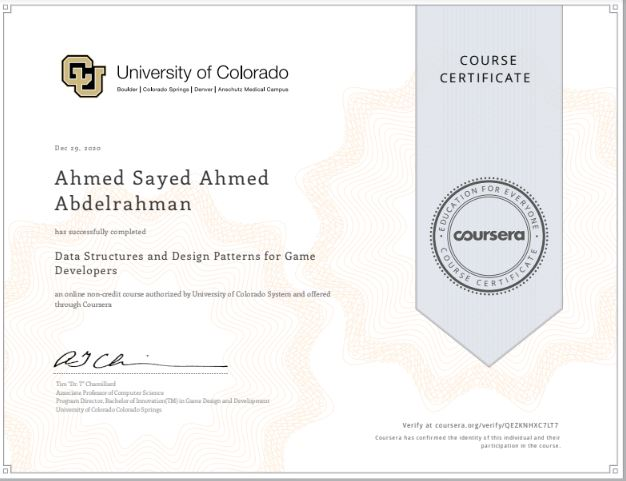 University of Colorado
Boulder | Colorado Springs | Denver | Anschutz Medical Campus
COURSE
CERTIFICATE
Dec 29, 2020
Ahmed Sayed Ahmed
Abdelrahman
has successfully completed
Data Structures and Design Patterns for Game
Developers
an online non-credit course authorized by University of Colorado System and offered
through Coursera
EDUCATION FOR EVERYONE
coursera
COURSE CERTIFICATE
Tim "Dr. T" Chamillard
Associate Professor of Computer Science
Program Director, Bachelor of Innovation(TM) in Game Design and Development
University of Colorado Colorado Springs
Verify at coursera.org/verify/QEZKNHXC7LT7
Coursera has confirmed the identity of this individual and their
participation in the course.